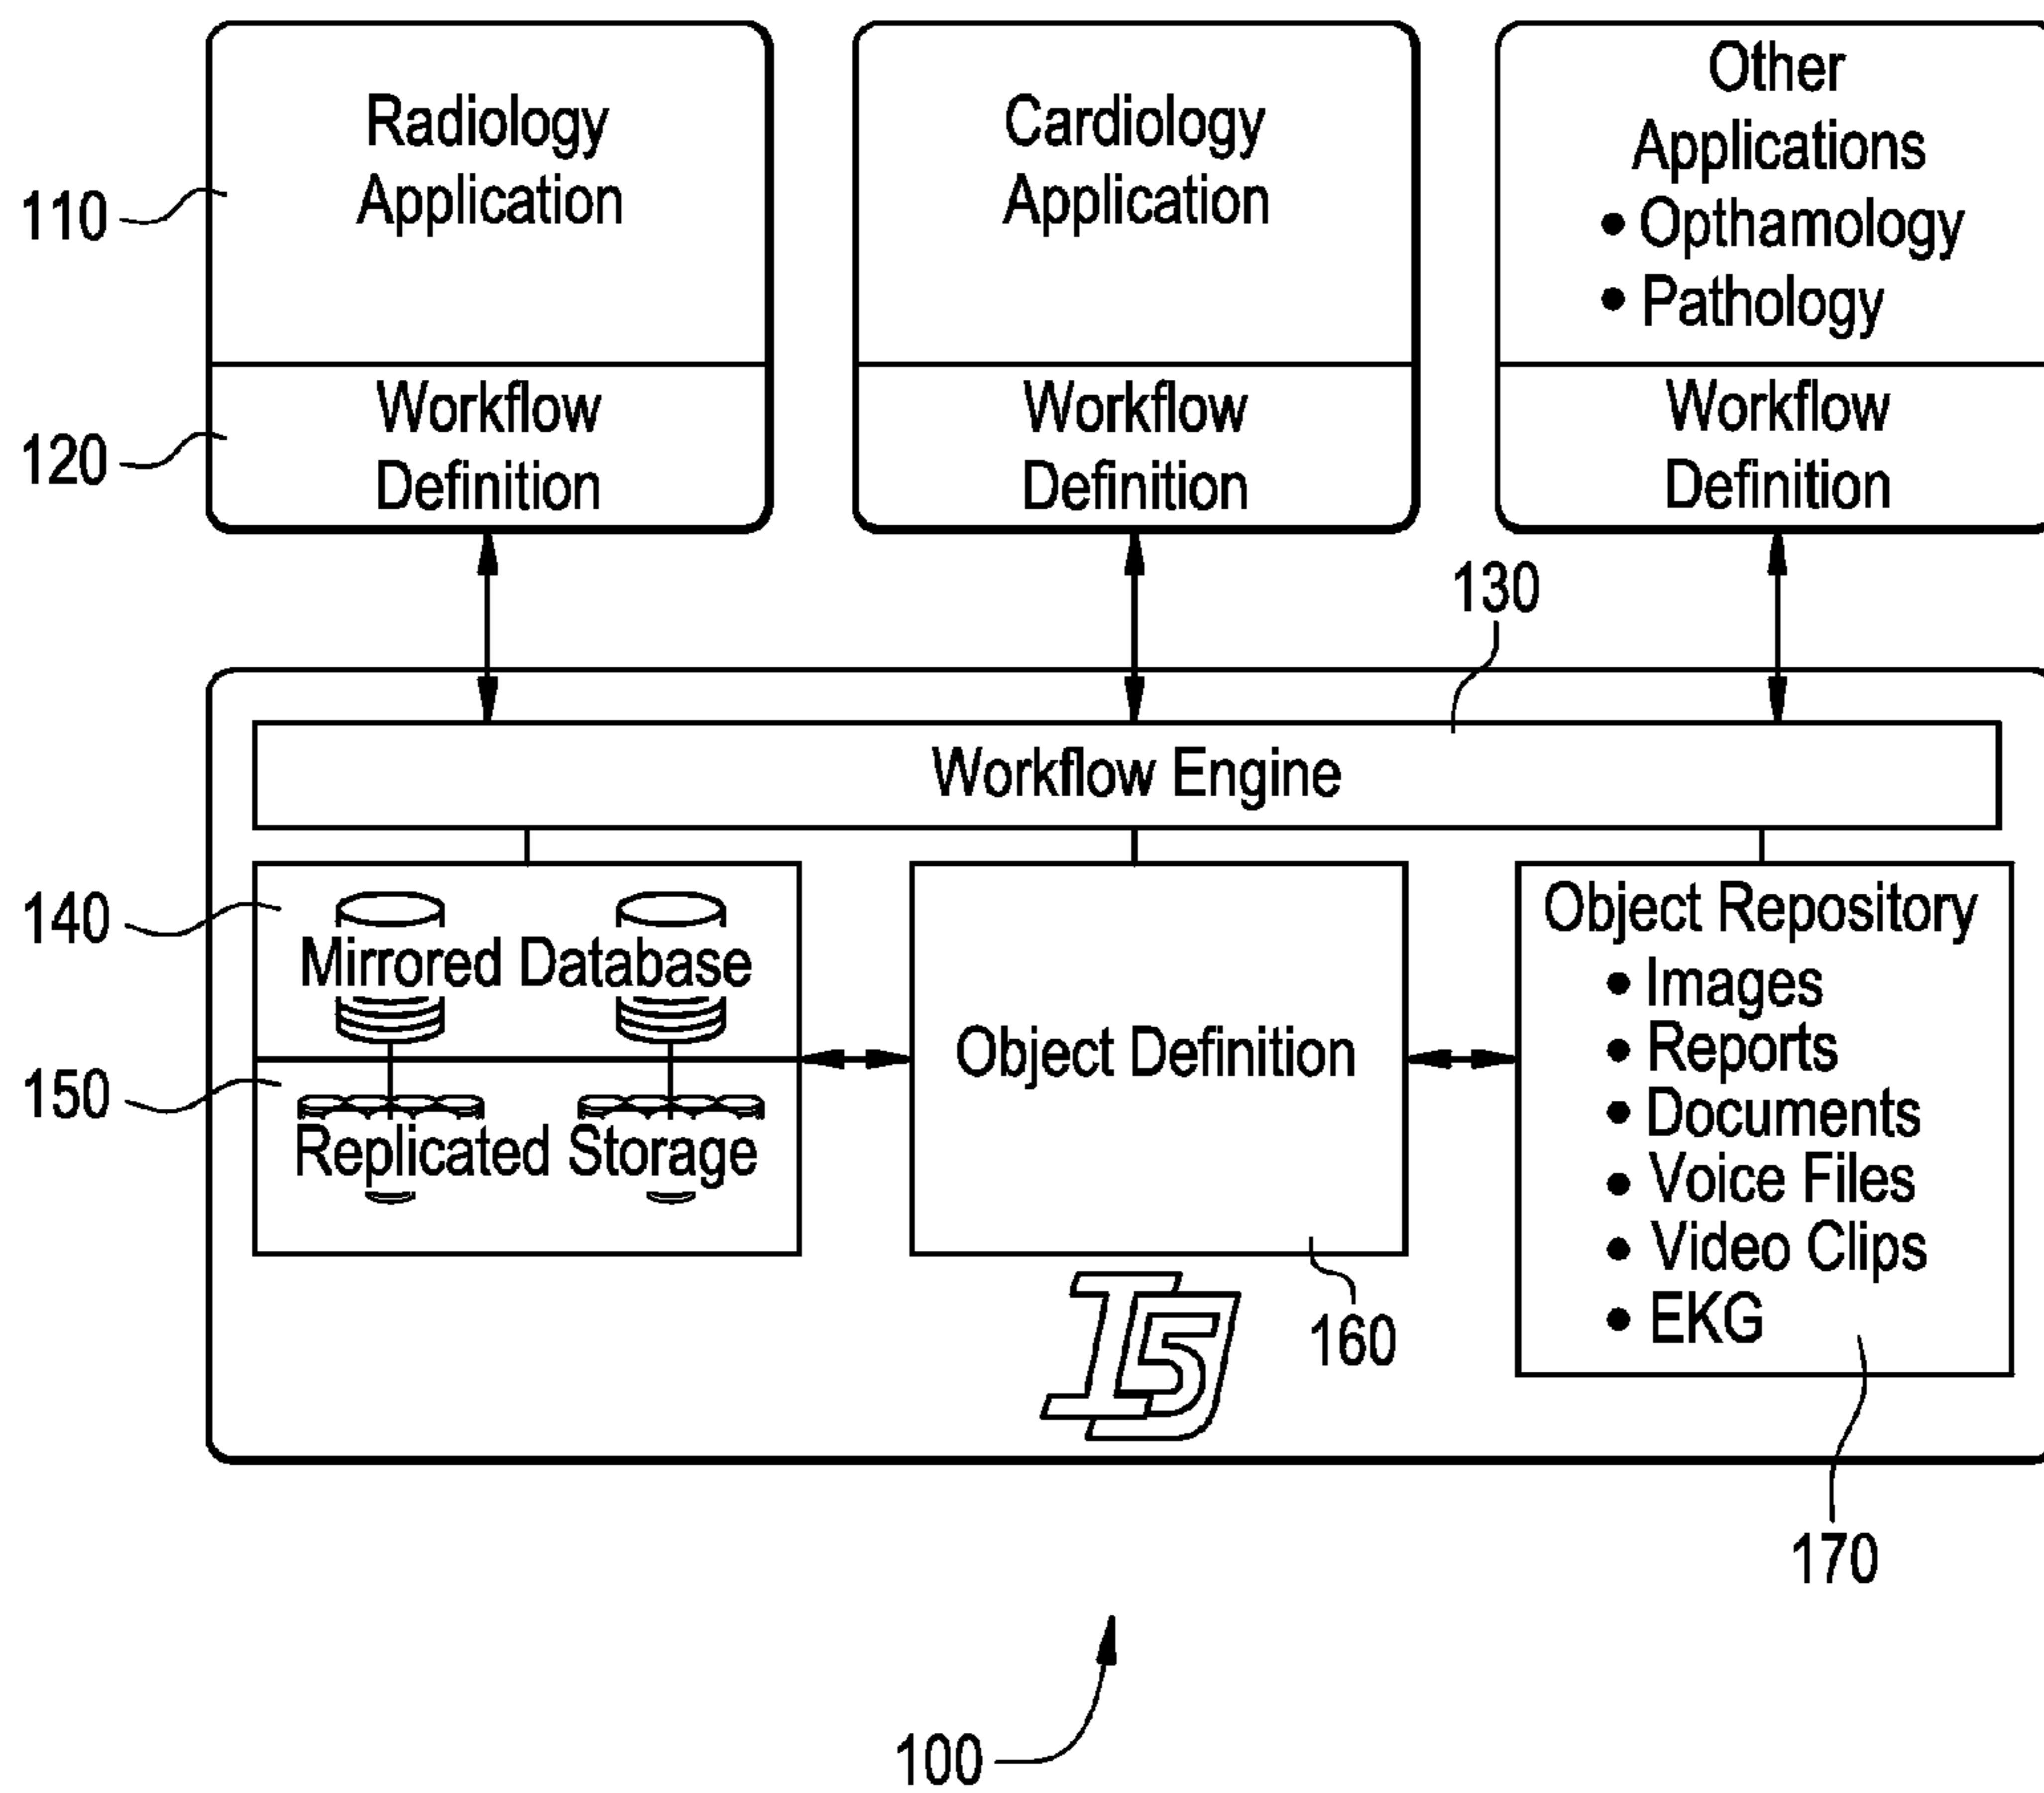 Radiology
Application
Cardiology
Application
Other
Applications
• Opthamology
• Pathology
110
Workflow
Definition
Workflow
Definition
Workflow
Definition
120
130
Workflow Engine
140
Mirrored Database
150
Replicated Storage
Object Definition
160
Object Repository
• Images
• Reports
• Documents
• Voice Files
• Video Clips
• EKG
I5
170
100